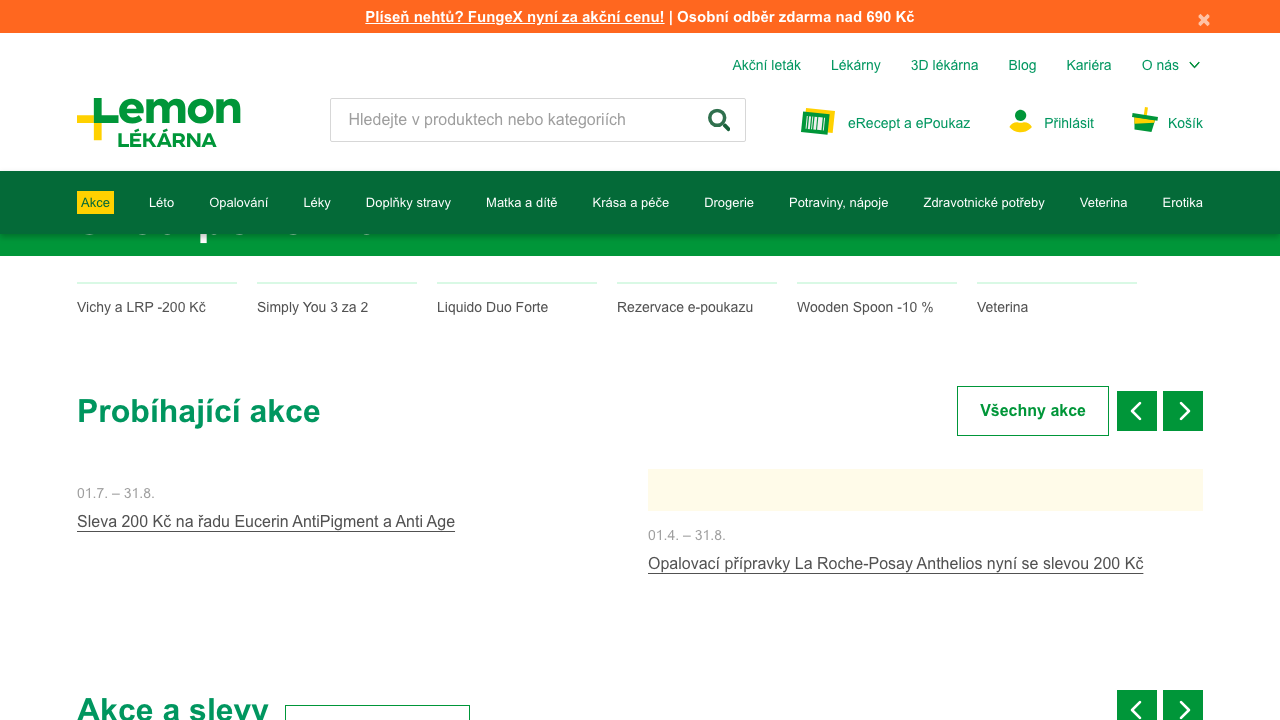 Plíseň nehtů? FungeX nyní za akční cenu! | Osobní odběr zdarma nad 690 Kč
Akční leták Lékárny 3D lékárna Blog Kariéra O nás
Lemon
LÉKÁRNA
Hledejte v produktech nebo kategoriích
eRecept a ePoukaz
Přihlásit
Košík
Akce Léto Opalování Léky Doplňky stravy Matka a dítě Krása a péče Drogerie Potraviny, nápoje Zdravotnické potřeby Veterina Erotika
Vichy a LRP -200 Kč
Simply You 3 za 2
Liquido Duo Forte
Rezervace e-poukazu
Wooden Spoon -10 %
Veterina
Probíhající akce
Všechny akce
01.7. – 31.8.
Sleva 200 Kč na řadu Eucerin AntiPigment a Anti Age
01.4. – 31.8.
Opalovací přípravky La Roche-Posay Anthelios nyní se slevou 200 Kč
Akce a slevy